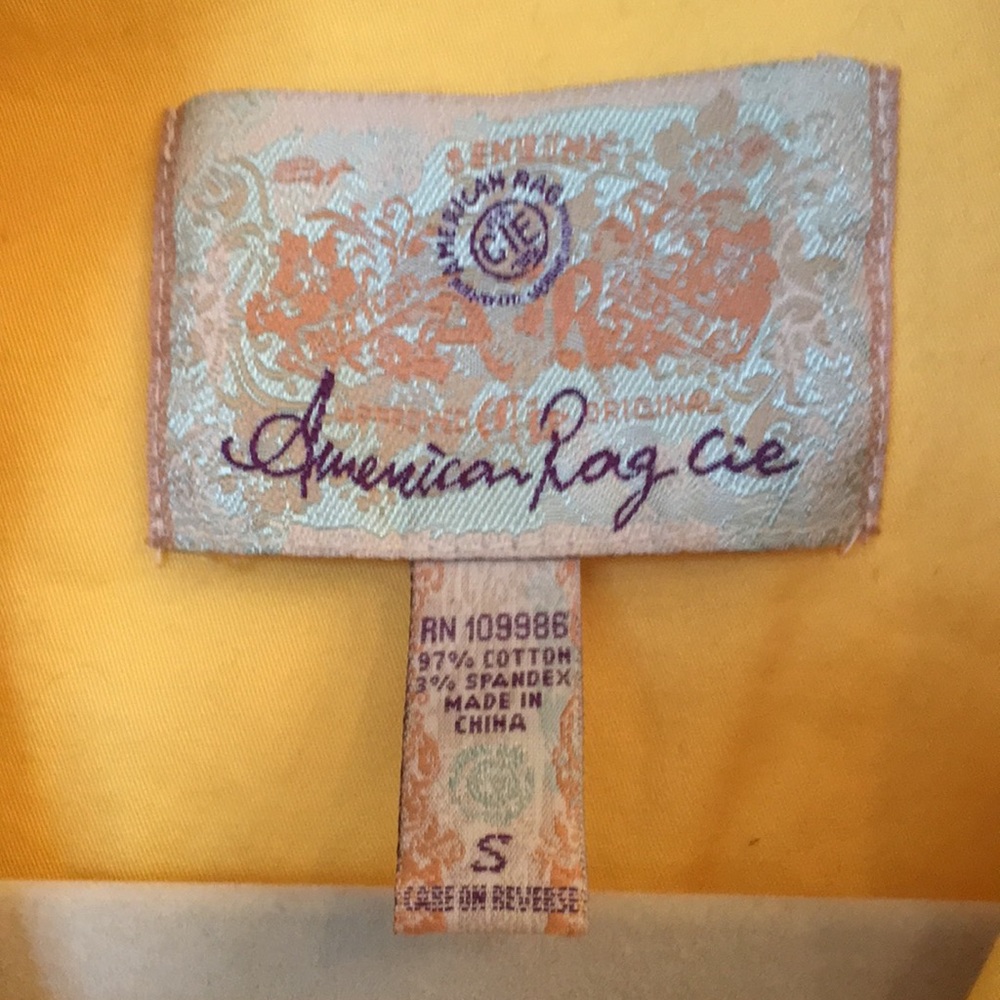 GENUINE
AMERICAN RAG
CIE
APPROVED ORIGINAL
American Rag Cie
RN 109986
97% COTTON
3% SPANDEX
MADE IN
CHINA
S
CARE ON REVERSE